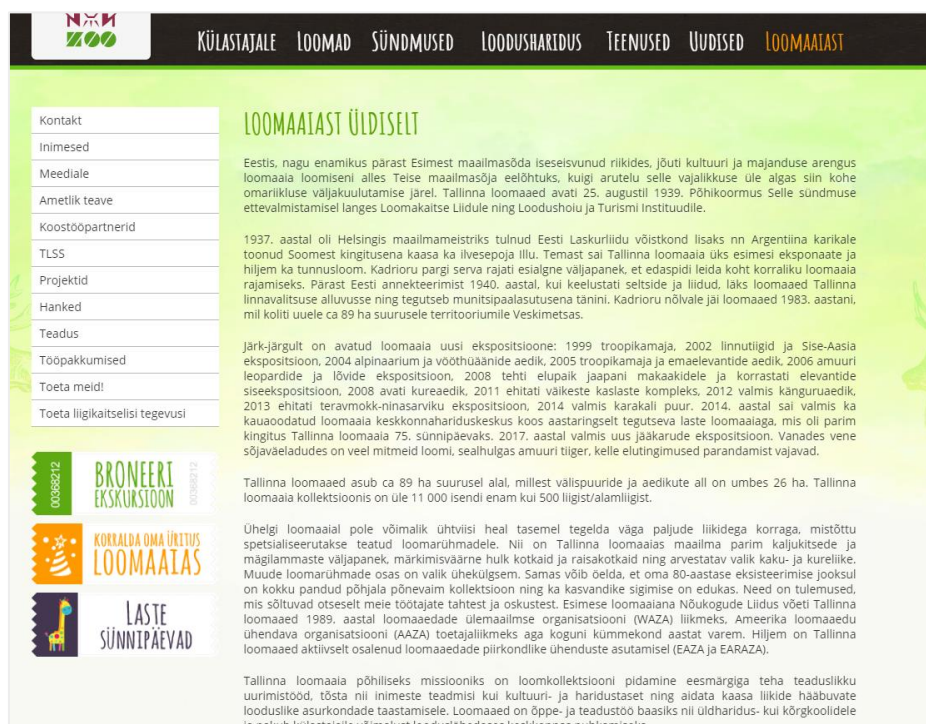 ZOO
KÜLASTAJALE LOOMAD SÜNDMUSED LOODUSHARIDUS TEENUSED UUDISED LOOMAAIAST
Kontakt
Inimesed
Meediale
Ametlik teave
Koostööpartnerid
TLSS
Projektid
Hanked
Teadus
Tööpakkumised
Toeta meid!
Toeta liigikaitselisi tegevusi
00368212
BRONEERI
EKSKURSIOON
00368212
KORRALDA OMA ÜRITUS
LOOMAAIAS
LASTE
SÜNNIPÄEVAD
LOOMAAIAST ÜLDISELT
Eestis, nagu enamikus pärast Esimest maailmasõda iseseisvunud riikides, jõuti kultuuri ja majanduse arengus
loomaaia loomiseni alles Teise maailmasõja eelõhtuks, kuigi arutelu selle vajalikkuse üle algas siin kohe
omariikluse väljakuulutamise järel. Tallinna loomaaed avati 25. augustil 1939. Põhikoormus Selle sündmuse
ettevalmistamisel langes Loomakaitse Liidule ning Loodushoiu ja Turismi Instituudile.
1937. aastal oli Helsingis maailmameistriks tulnud Eesti Laskurliidu võistkond lisaks nn Argentiina karikale
toonud Soomest kingitusena kaasa ka ilvesepoja Illu. Temast sai Tallinna loomaaia üks esimesi eksponaate ja
hiljem ka tunnusloom. Kadrioru pargi serva rajati esialgne väljapanek, et edaspidi leida koht korraliku loomaaia
rajamiseks. Pärast Eesti annekteerimist 1940. aastal, kui keelustati seltside ja liidud, läks loomaaed Tallinna
linnavalitsuse alluvusse ning tegutseb munitsipaalasutusena tänini. Kadrioru nõlvale jäi loomaaed 1983. aastani,
mil koliti uuele ca 89 ha suurusele territooriumile Veskimetsas.
Järk-järgult on avatud loomaaia uusi ekspositsioone: 1999 troopikamaja, 2002 linnutiigid ja Sise-Aasia
ekspositsioon, 2004 alpinaarium ja vööthüäänide aedik, 2005 troopikamaja ja emaelevantide aedik, 2006 amuuri
leopardide ja lõvide ekspositsioon, 2008 tehti elupaik jaapani makaakidele ja korrastati elevantide
siseekspositsioon, 2008 avati kureaedik, 2011 ehitati väikeste kaslaste kompleks, 2012 valmis känguruaedik,
2013 ehitati teravmokk-ninasarviku ekspositsioon, 2014 valmis karakali puur. 2014. aastal sai valmis ka
kauaoodatud loomaaia keskkonnahariduskeskus koos aastaringselt tegutseva laste loomaaiaga, mis oli parim
kingitus Tallinna loomaaia 75. sünnipäevaks. 2017. aastal valmis uus jääkarude ekspositsioon. Vanades vene
sõjaväeladudes on veel mitmeid loomi, sealhulgas amuuri tiiger, kelle elutingimused parandamist vajavad.
Tallinna loomaaed asub ca 89 ha suurusel alal, millest välispuuride ja aedikute all on umbes 26 ha. Tallinna
loomaaia kollektsioonis on üle 11 000 isendi enam kui 500 liigist/alamliigist.
Ühelgi loomaaial pole võimalik ühtviisi heal tasemel tegelda väga paljude liikidega korraga, mistõttu
spetsialiseerutakse teatud loomarühmadele. Nii on Tallinna loomaaias maailma parim kaljukitsede ja
mägilammaste väljapanek, märkimisväärne hulk kotkaid ja raisakotkaid ning arvestatav valik kaku- ja kureliike.
Muude loomarühmade osas on valik ühekülgsem. Samas võib öelda, et oma 80-aastase eksisteerimise jooksul
on kokku pandud põhjala põnevaim kollektsioon ning ka kasvandike sigimise on edukas. Need on tulemused,
mis sõltuvad otseselt meie töötajate tahtest ja oskustest. Esimese loomaaiana Nõukogude Liidus võeti Tallinna
loomaaed 1989. aastal loomaaedade ülemaailmse organisatsiooni (WAZA) liikmeks, Ameerika loomaaedu
ühendava organisatsiooni (AAZA) toetajaliikmeks aga koguni kümmekond aastat varem. Hiljem on Tallinna
loomaaed aktiivselt osalenud loomaaedade piirkondlike ühenduste asutamisel (EAZA ja EARAZA).
Tallinna loomaaia põhiliseks missiooniks on loomkollektsiooni pidamine eesmärgiga teha teaduslikku
uurimistööd, tõsta nii inimeste teadmisi kui kultuuri- ja haridustaset ning aidata kaasa liikide hääbuvate
looduslike asurkondade taastamisele. Loomaaed on õppe- ja teadustöö baasiks nii üldharidus- kui kõrgkoolidele